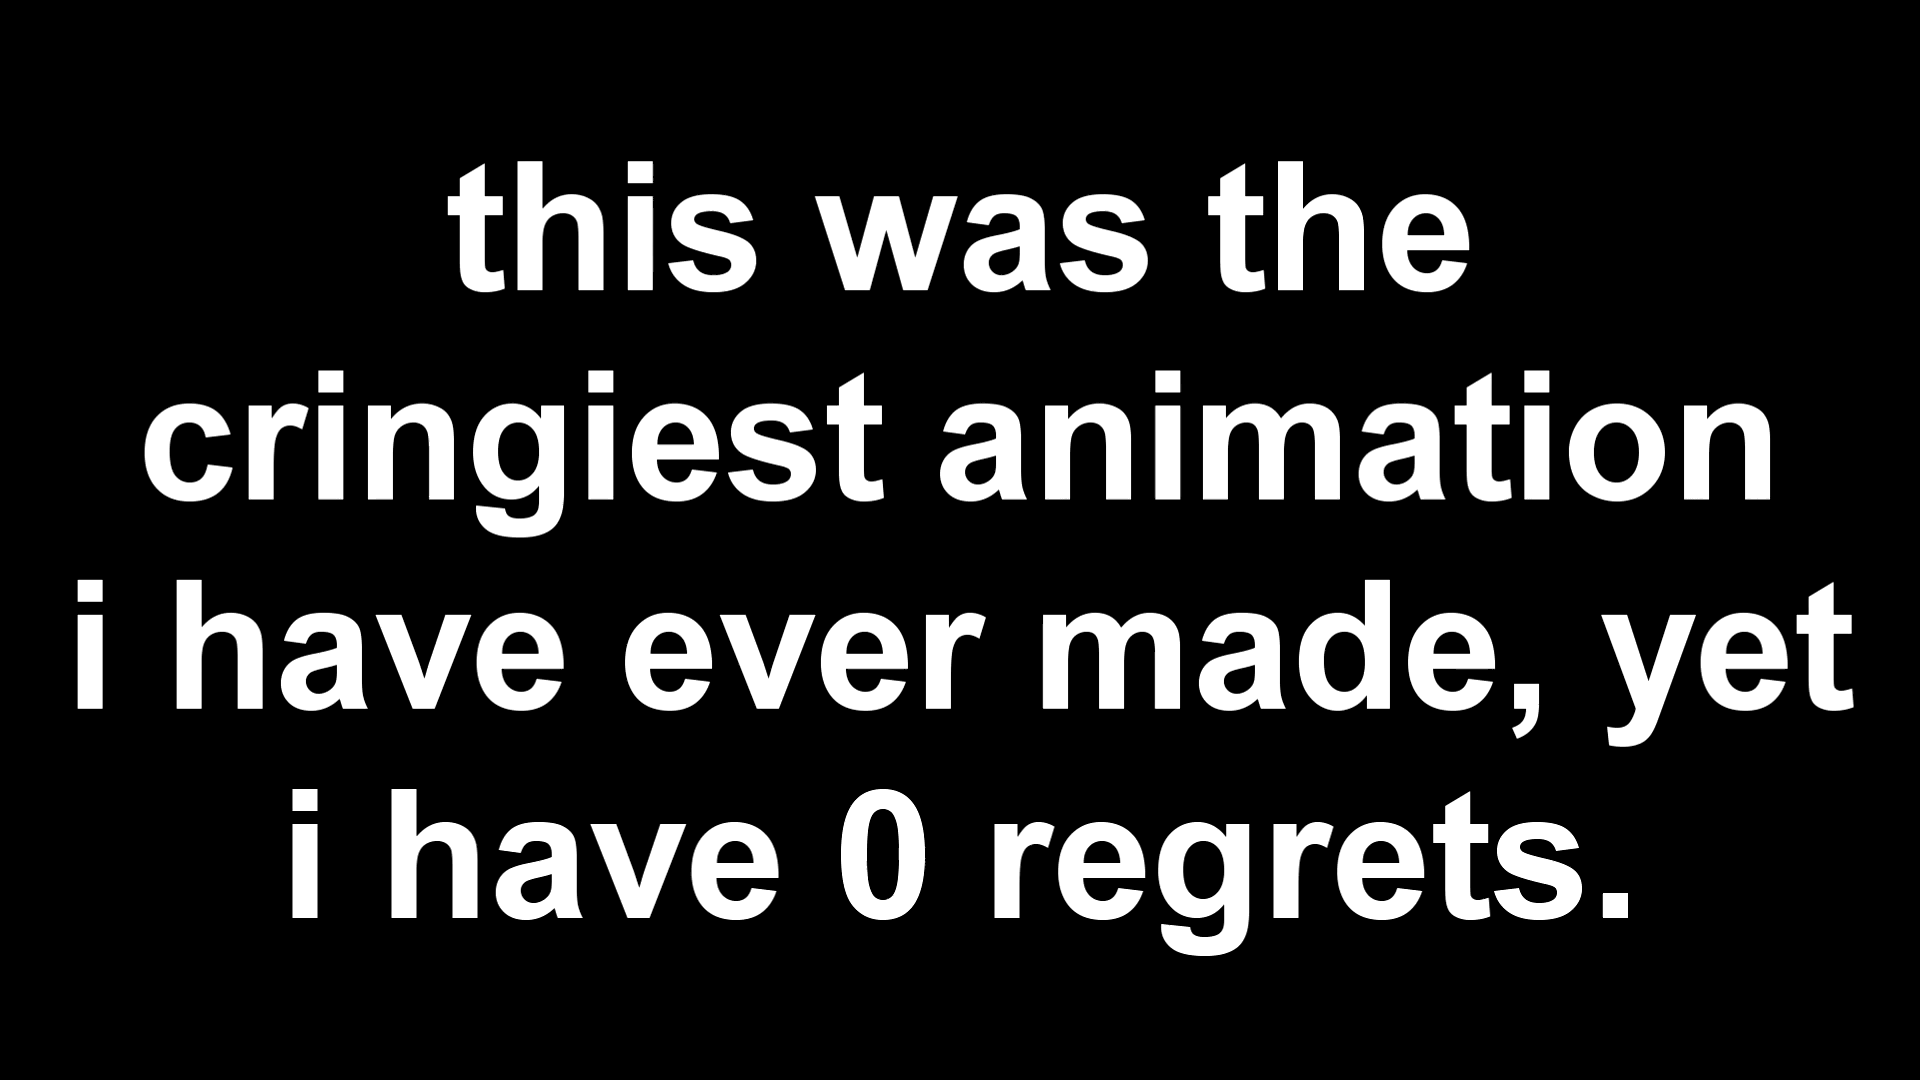 this was the
cringiest animation
i have ever made, yet
i have 0 regrets.